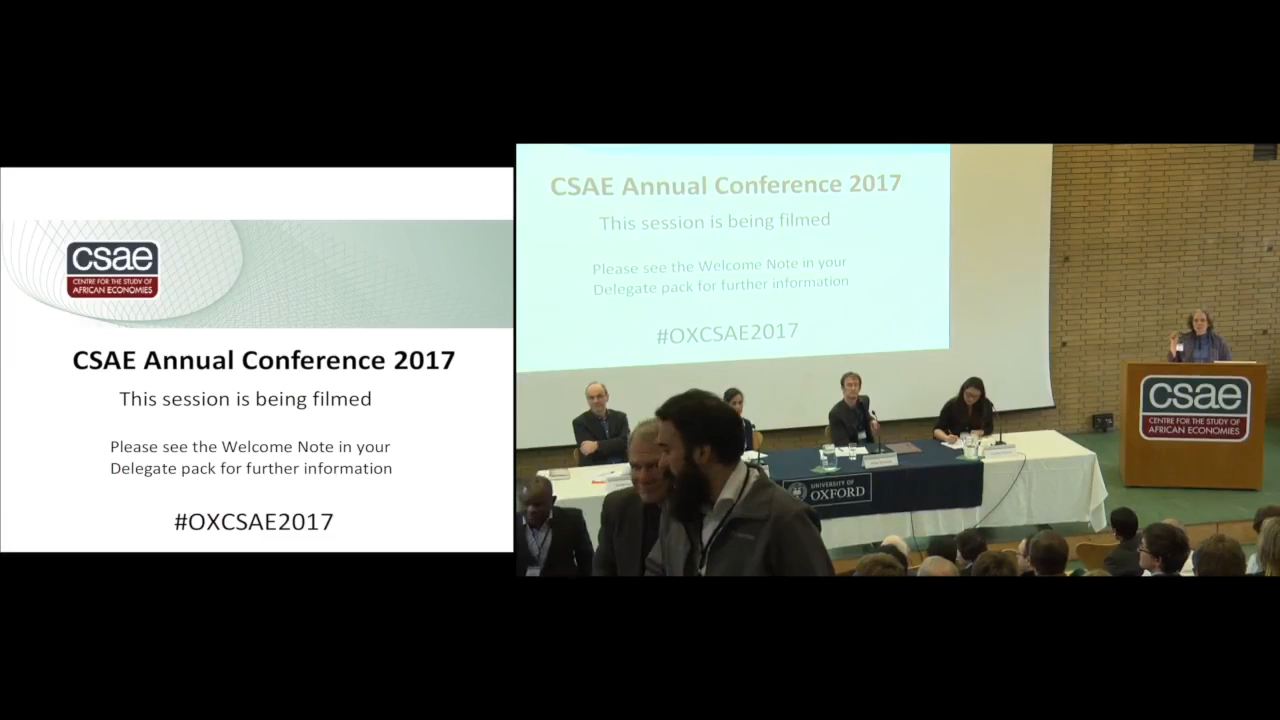 csae
CENTRE FOR THE STUDY OF
AFRICAN ECONOMIES
CSAE Annual Conference 2017
This session is being filmed
Please see the Welcome Note in your
Delegate pack for further information
#OXCSAE2017
CSAE Annual Conference 2017
This session is being filmed
Please see the Welcome Note in your
Delegate pack for further information
#OXCSAE2017
UNIVERSITY OF
OXFORD
csae
CENTRE FOR THE STUDY OF
AFRICAN ECONOMIES